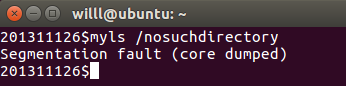 willl@ubuntu: ~
201311126$myls /nosuchdirectory
Segmentation fault (core dumped)
201311126$